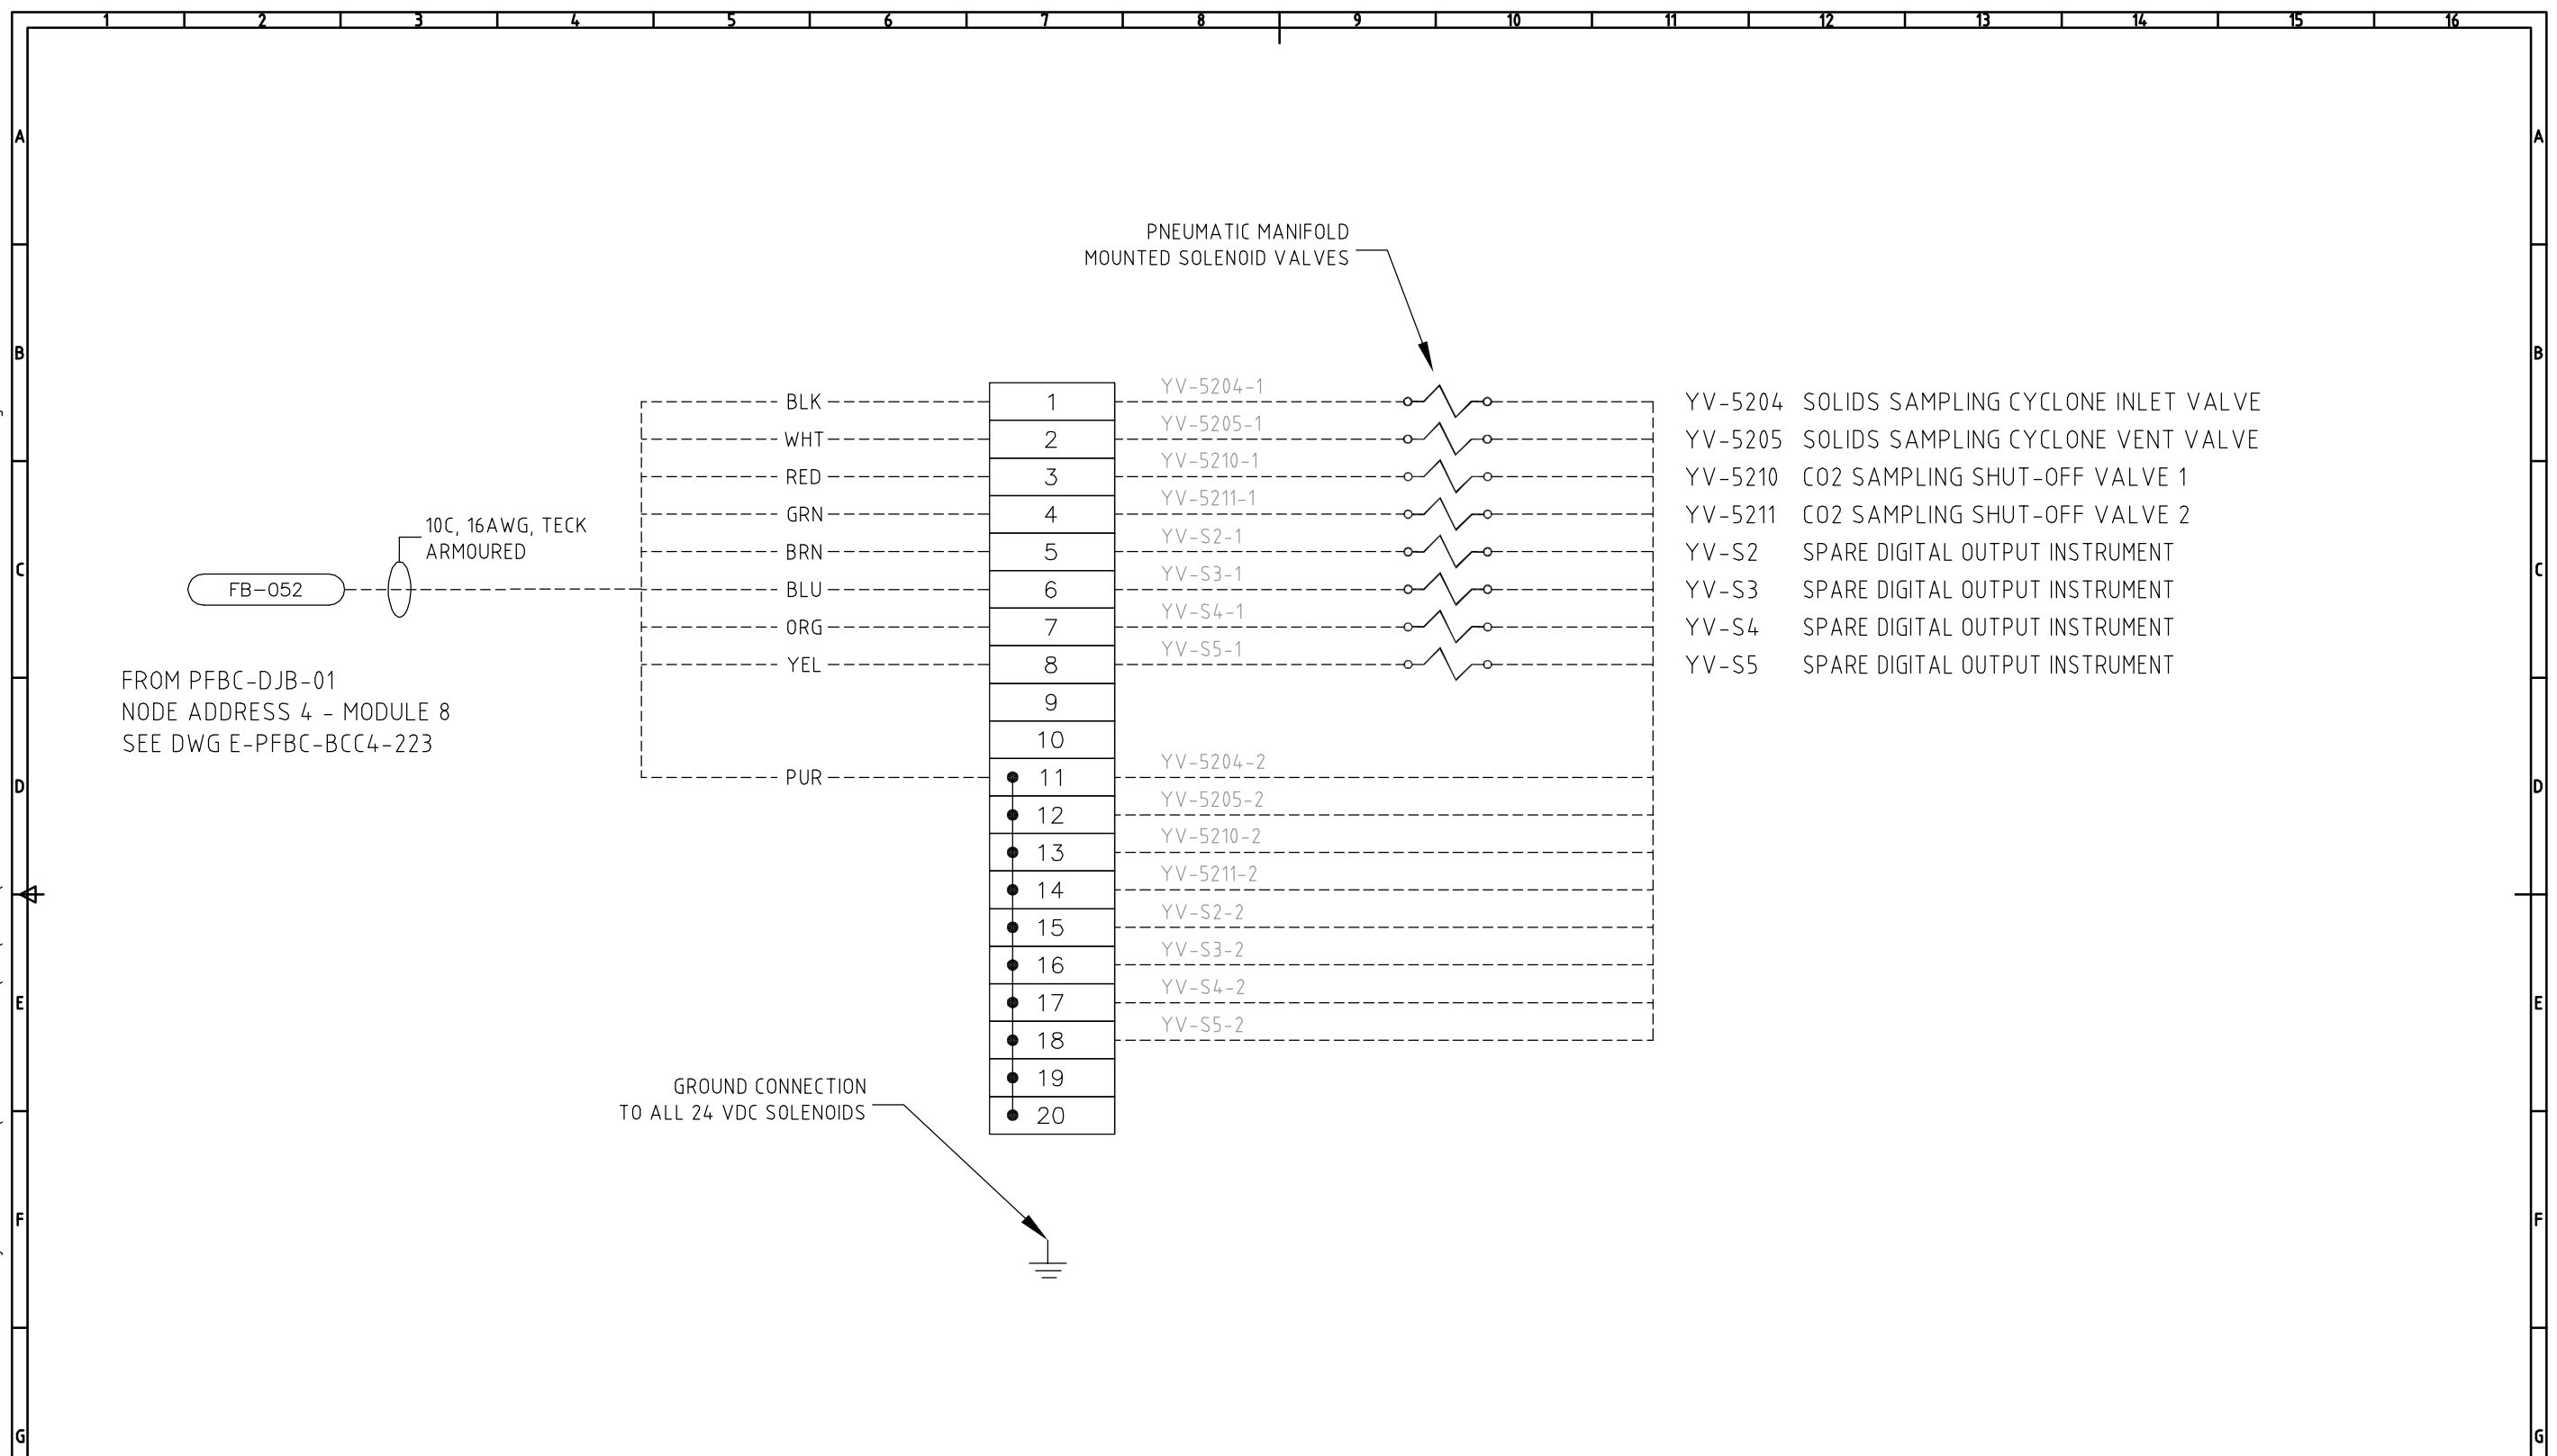 1 2 3 4 5 6 7 8 9 10 11 12 13 14 15 16
A A
B B
C C
D D
E E
F F
G G
PNEUMATIC MANIFOLD
MOUNTED SOLENOID VALVES
10C, 16AWG, TECK
ARMOURED
FB-052
FROM PFBC-DJB-01
NODE ADDRESS 4 - MODULE 8
SEE DWG E-PFBC-BCC4-223
BLK 1 YV-5204-1 YV-5204 SOLIDS SAMPLING CYCLONE INLET VALVE
WHT 2 YV-5205-1 YV-5205 SOLIDS SAMPLING CYCLONE VENT VALVE
RED 3 YV-5210-1 YV-5210 CO2 SAMPLING SHUT-OFF VALVE 1
GRN 4 YV-5211-1 YV-5211 CO2 SAMPLING SHUT-OFF VALVE 2
BRN 5 YV-S2-1 YV-S2 SPARE DIGITAL OUTPUT INSTRUMENT
BLU 6 YV-S3-1 YV-S3 SPARE DIGITAL OUTPUT INSTRUMENT
ORG 7 YV-S4-1 YV-S4 SPARE DIGITAL OUTPUT INSTRUMENT
YEL 8 YV-S5-1 YV-S5 SPARE DIGITAL OUTPUT INSTRUMENT
9
10
PUR 11 YV-5204-2
12 YV-5205-2
13 YV-5210-2
14 YV-5211-2
15 YV-S2-2
16 YV-S3-2
17 YV-S4-2
18 YV-S5-2
19
20
GROUND CONNECTION
TO ALL 24 VDC SOLENOIDS